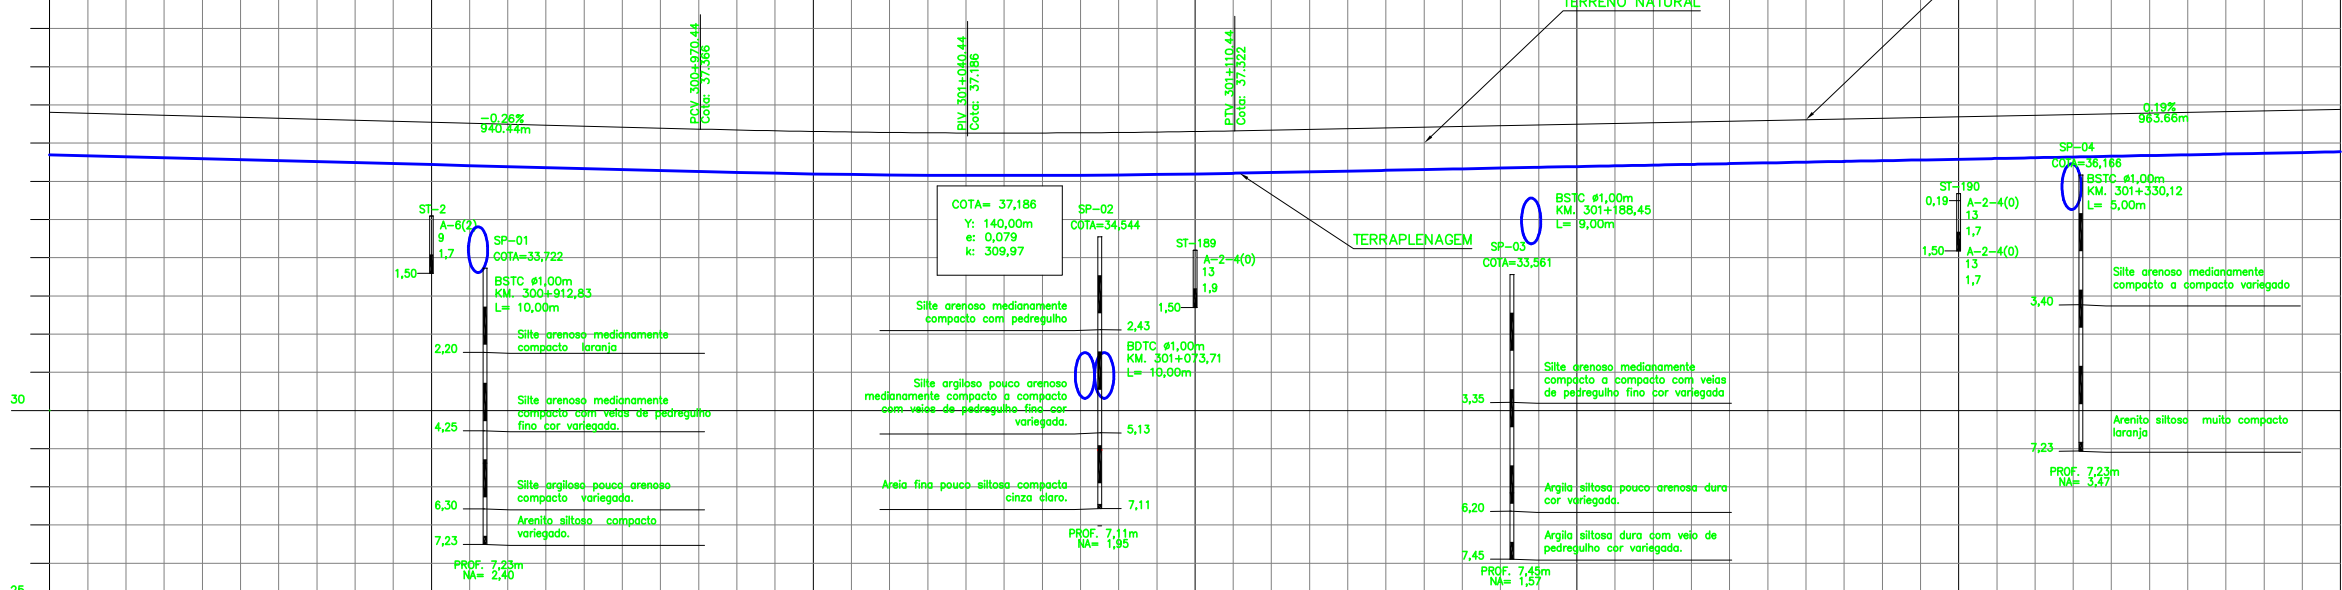 TERRENO NATURAL
PCV 300+970.44
Cota: 37.366
PIV 301+040.44
Cota: 37.186
PTV 301+110.44
Cota: 37.322
-0.26%
940.44m
0.19%
963.66m
ST-2
A-6(2)
9
1,7
1,50
SP-01
COTA=33,722
BSTC ø1,00m
KM. 300+912,83
L= 10,00m
Silte arenoso medianamente
compacto laranja
2,20
Silte arenoso medianamente
compacto com veias de pedregulho
fino cor variegada.
4,25
Silte argiloso pouco arenoso
compacto variegada.
6,30
Arenito siltoso compacto
variegado.
7,23
PROF. 7,23m
NA= 2,40
COTA= 37,186
Y: 140,00m
e: 0,079
k: 309,97
SP-02
COTA=34,544
Silte arenoso medianamente
compacto com pedregulho
2,43
BDTC ø1,00m
KM. 301+073,71
L= 10,00m
Silte argiloso pouco arenoso
medianamente compacto a compacto
com veias de pedregulho fino cor
variegada.
5,13
Areia fina pouco siltosa compacta
cinza claro.
7,11
PROF. 7,11m
NA= 1,95
ST-189
A-2-4(0)
13
1,9
1,50
TERRAPLENAGEM
BSTC ø1,00m
KM. 301+188,45
L= 9,00m
SP-03
COTA=33,561
Silte arenoso medianamente
compacto a compacto com veias
de pedregulho fino cor variegada
3,35
Argila siltosa pouco arenosa dura
cor variegada.
6,20
Argila siltosa dura com veio de
pedregulho cor variegada.
7,45
PROF. 7,45m
NA= 1,57
ST-190
0,19
A-2-4(0)
13
1,7
1,50
A-2-4(0)
13
1,7
SP-04
COTA=36,166
BSTC ø1,00m
KM. 301+330,12
L= 5,00m
Silte arenoso medianamente
compacto a compacto variegado
3,40
Arenito siltoso muito compacto
laranja
7,23
PROF. 7,23m
NA= 3,47
30
25